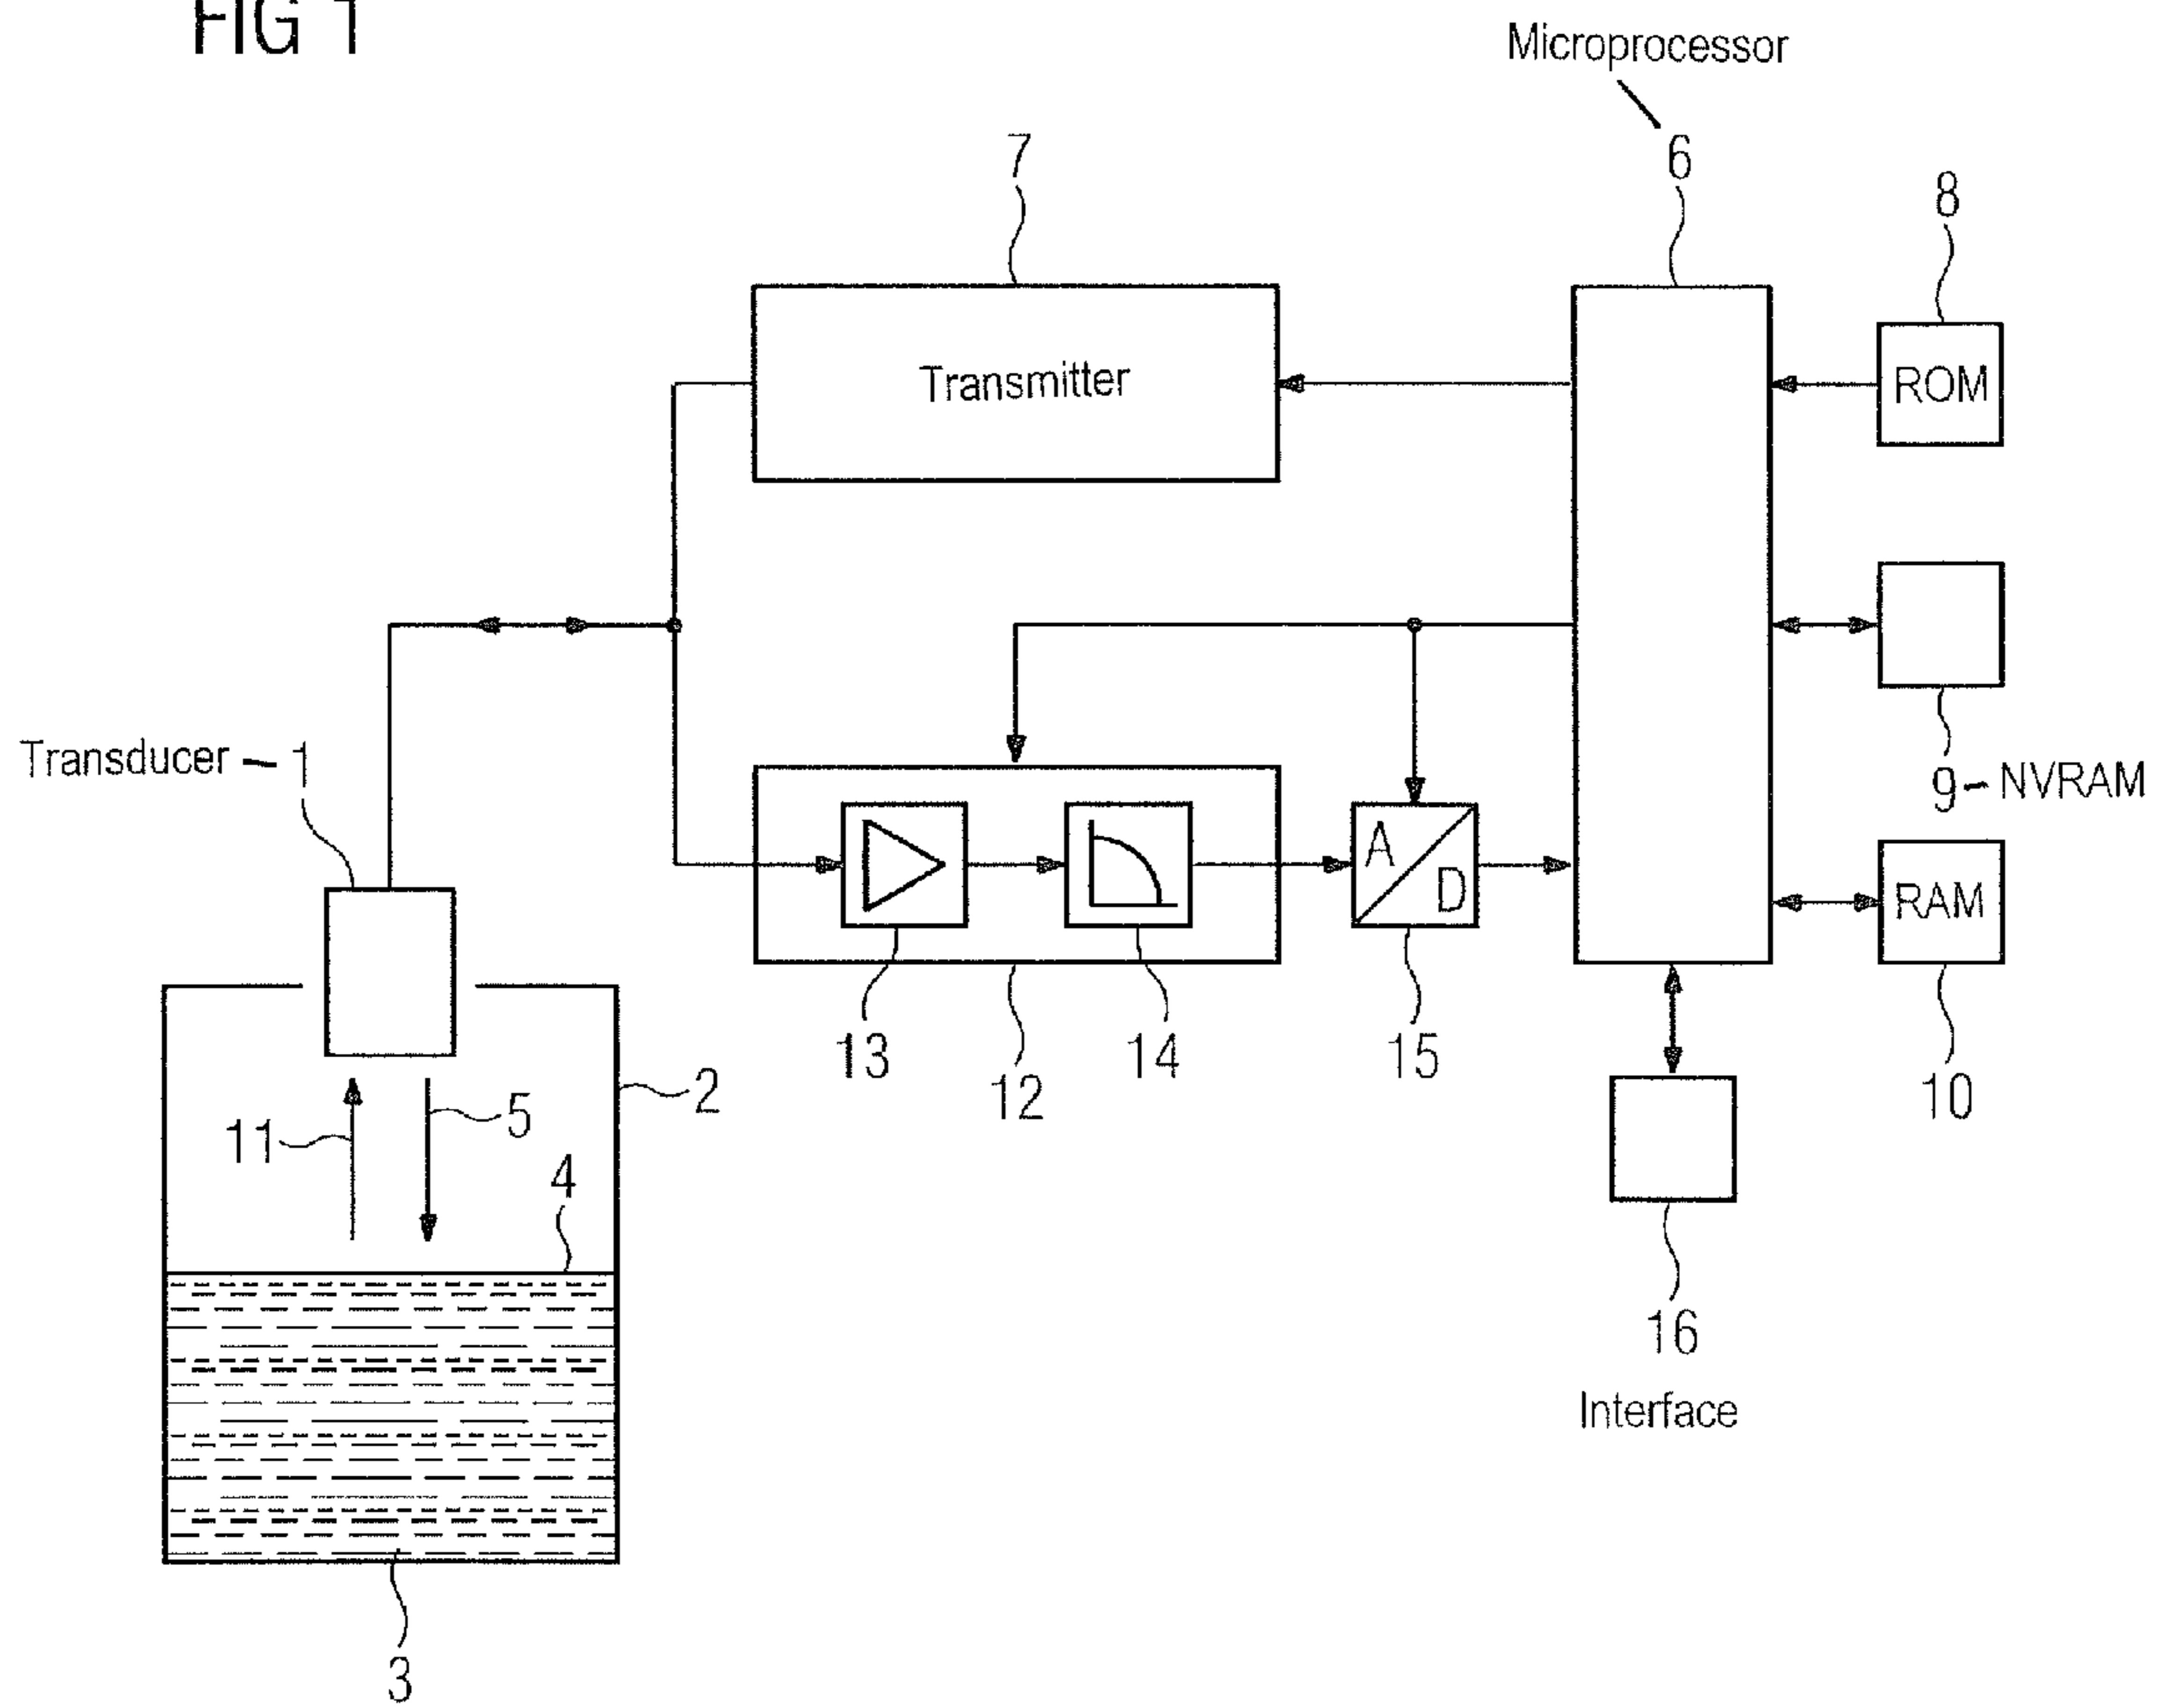 FIG 1
Microprocessor
7
6
8
Transmitter
ROM
Transducer - 1
9 - NVRAM
A
D
RAM
13
14
15
12
10
2
11
5
4
16
Interface
3